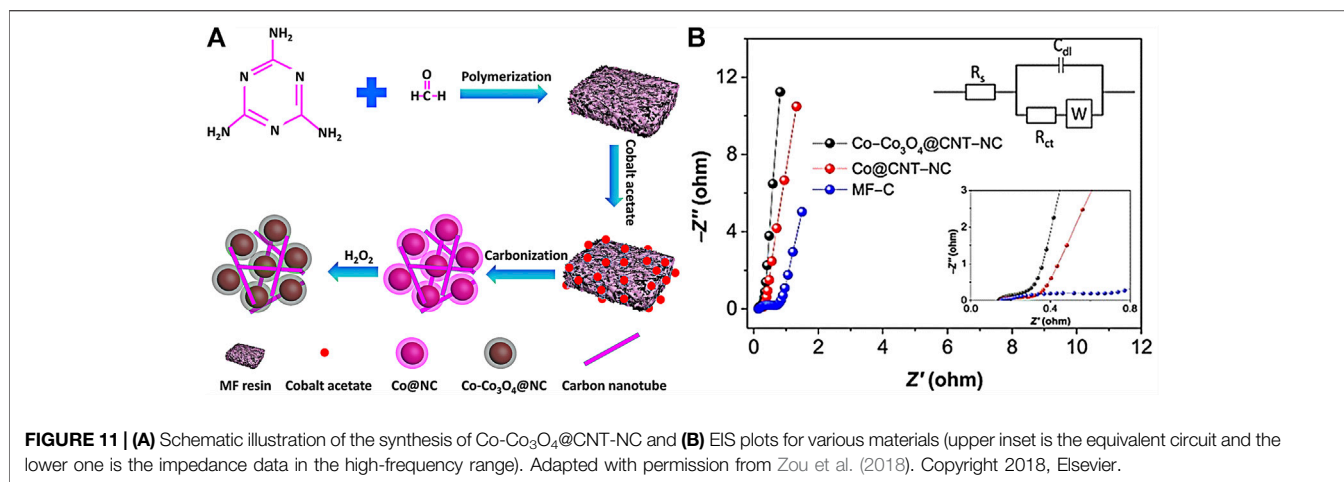 A
NH₂
N
N
N
H₂N
NH₂
O
H-C-H
Polymerization
Cobalt acetate
Carbonization
H₂O₂
MF resin
Cobalt acetate
Co@NC
Co-Co₃O₄@NC
Carbon nanotube
B
12
8
4
0
-Z″ (ohm)
0
2
4
6
8
10
12
Z′ (ohm)
Co–Co₃O₄@CNT–NC
Co@CNT–NC
MF–C
Rₛ
C_dl
R_ct
W
3
2
1
0
-Z″ (ohm)
0.0
0.4
0.8
Z′ (ohm)
FIGURE 11 | (A) Schematic illustration of the synthesis of Co-Co₃O₄@CNT-NC and (B) EIS plots for various materials (upper inset is the equivalent circuit and the
lower one is the impedance data in the high-frequency range). Adapted with permission from Zou et al. (2018). Copyright 2018, Elsevier.